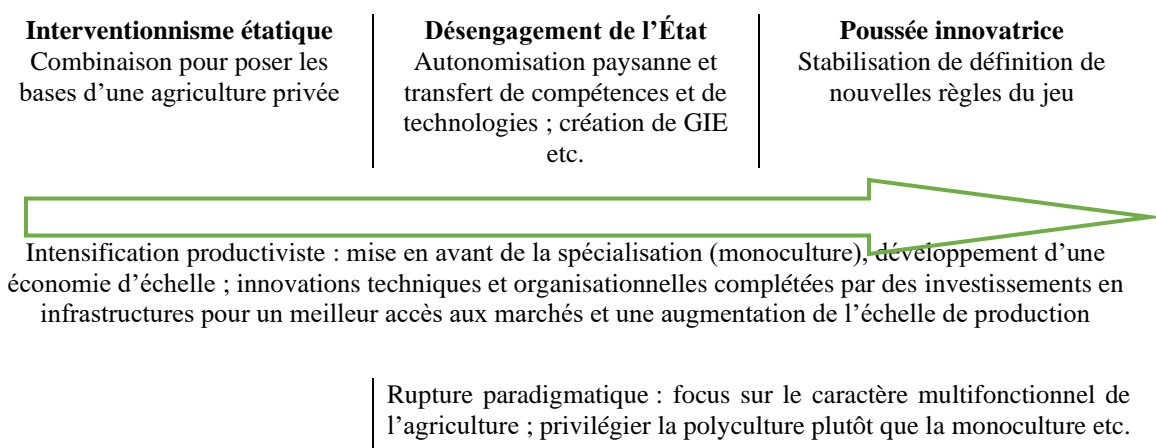 Interventionnisme étatique
Combinaison pour poser les
bases d’une agriculture privée
Désengagement de l’État
Autonomisation paysanne et
transfert de compétences et de
technologies ; création de GIE
etc.
Poussée innovatrice
Stabilisation de définition de
nouvelles règles du jeu
Intensification productiviste : mise en avant de la spécialisation (monoculture), développement d’une
économie d’échelle ; innovations techniques et organisationnelles complétées par des investissements en
infrastructures pour un meilleur accès aux marchés et une augmentation de l’échelle de production
Rupture paradigmatique : focus sur le caractère multifonctionnel de
l’agriculture ; privilégier la polyculture plutôt que la monoculture etc.